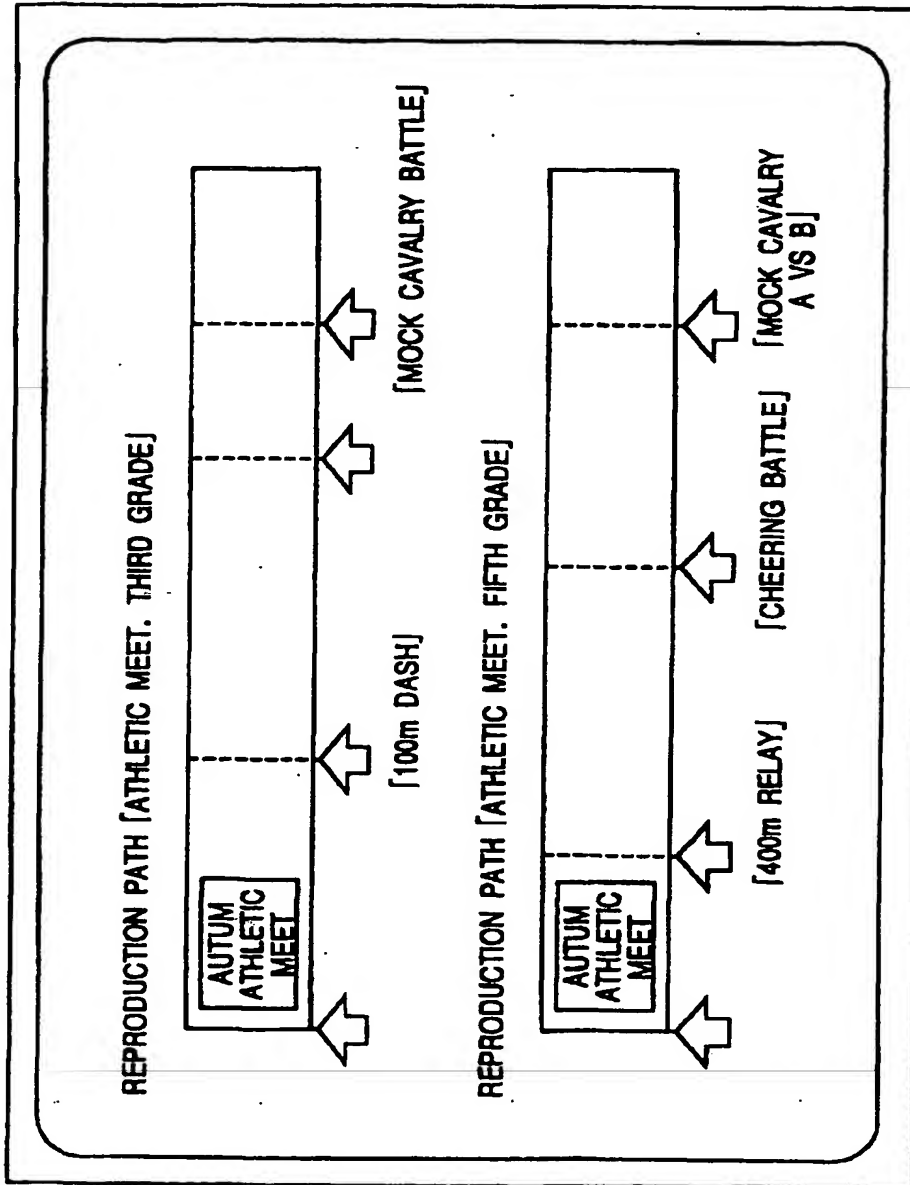 REPRODUCTION PATH ｢ATHLETIC MEET. THIRD GRADE｣
AUTUM
ATHLETIC
MEET
｢100m DASH｣
｢MOCK CAVALRY BATTLE｣
REPRODUCTION PATH ｢ATHLETIC MEET. FIFTH GRADE｣
AUTUM
ATHLETIC
MEET
｢400m RELAY｣
｢CHEERING BATTLE｣
｢MOCK CAVALRY
A VS B｣